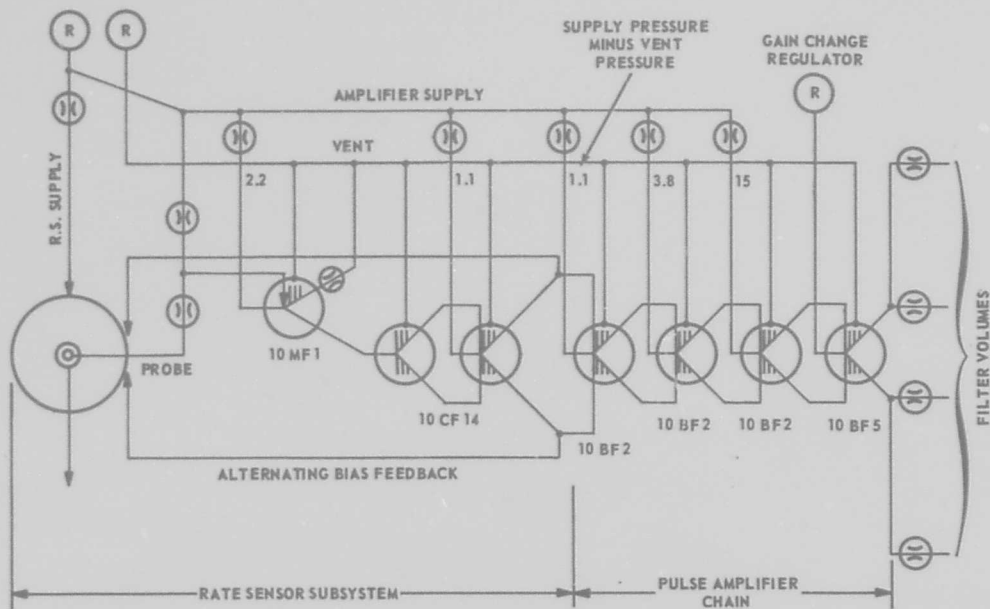 R
R
SUPPLY PRESSURE
MINUS VENT
PRESSURE
GAIN CHANGE
REGULATOR
R
AMPLIFIER SUPPLY
VENT
2.2
1.1
1.1
3.8
15
R.S. SUPPLY
PROBE
10 MF1
10 CF 14
10 BF 2
10 BF 2
10 BF 2
10 BF 5
FILTER VOLUMES
ALTERNATING BIAS FEEDBACK
RATE SENSOR SUBSYSTEM
PULSE AMPLIFIER
CHAIN